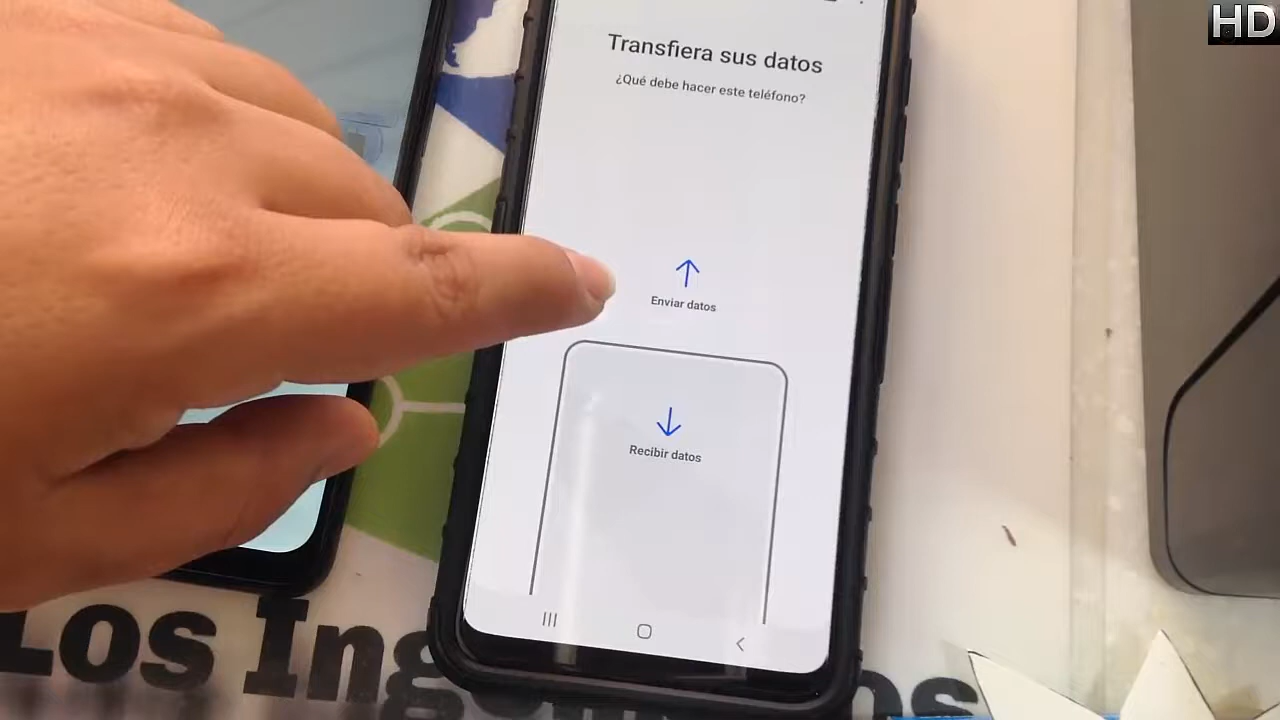 HD
Transfiera sus datos
¿Qué debe hacer este teléfono?
Enviar datos
Recibir datos
Los Ing